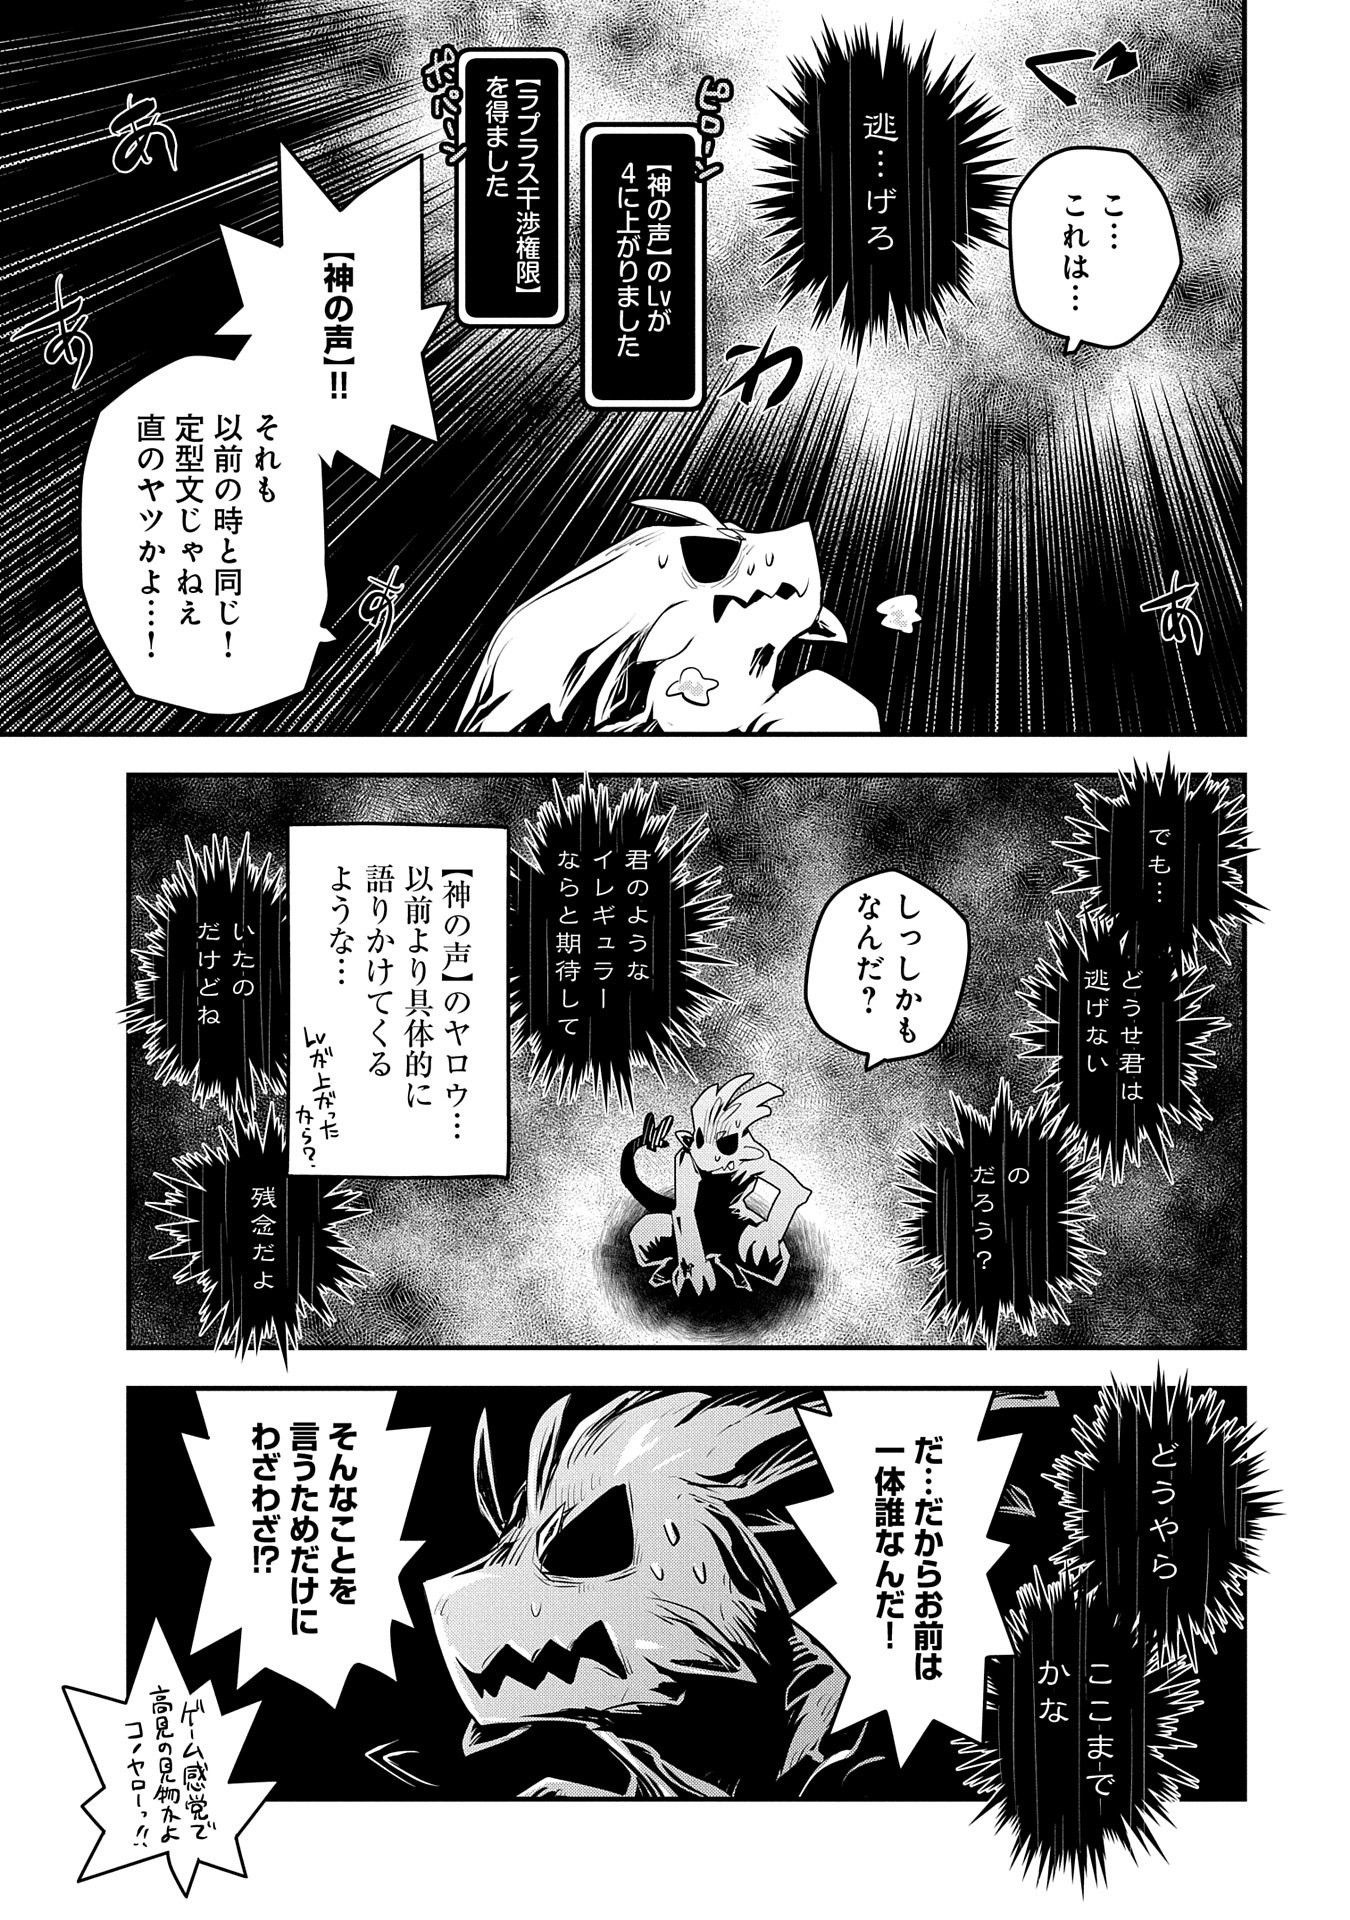 こ…
これは…
逃…げろ
ぐっ
わ
ピローン
【神の声】のLvが
4に上がりました
ポペーン
【ラプラス干渉権限】
を得ました
【神の声】!!
それも
以前の時と同じ！
定型文じゃねえ
直のヤツかよ…！
あ
あ
あ
あ
でも…
どうせ君は
逃げない
の
だろう？
しっしかも
なんだ？
君のような
イレギュラー
ならと期待して
【神の声】のヤロウ…
以前より具体的に
語りかけてくる
ような…
Lvが上がった
から？
いたの
だけどね
残念だよ
どうやら
ここまで
かな
だ…だからお前は
一体誰なんだ！
そんなことを
言うためだけに
わざわざ!?
ゲーム感覚で
高見の見物かよ
コノヤローっ!!